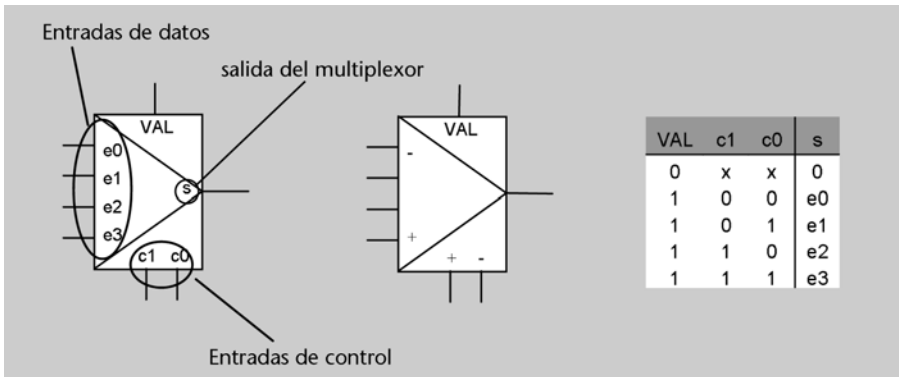 Entradas de datos
salida del multiplexor
VAL
e0
e1
e2
e3
s
c1 c0
Entradas de control
VAL
-
+
+ -
VAL c1 c0 s
0 x x 0
1 0 0 e0
1 0 1 e1
1 1 0 e2
1 1 1 e3